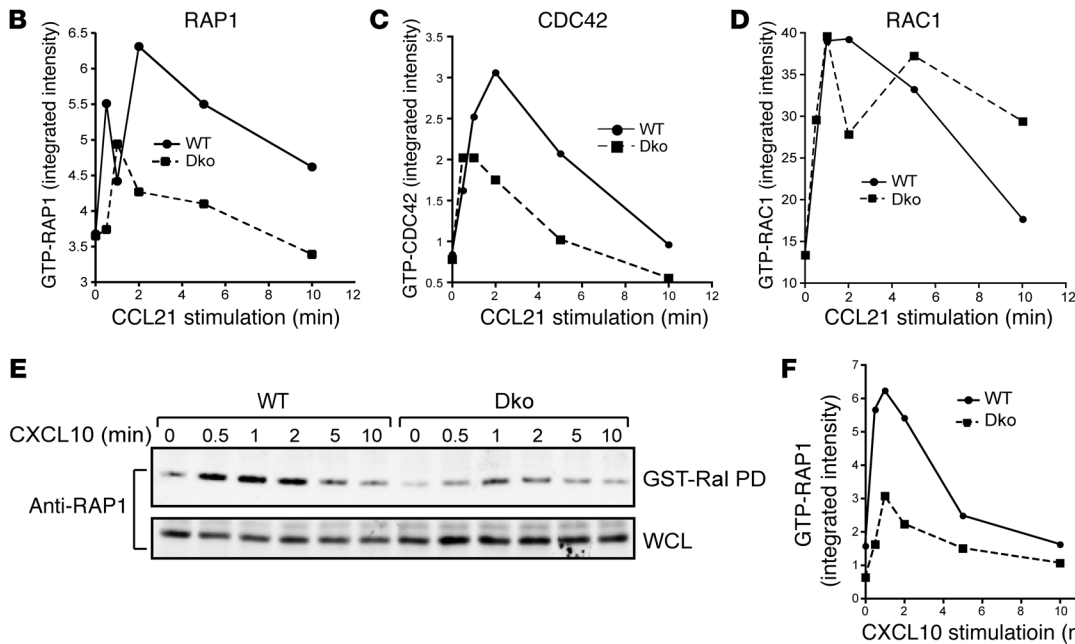 B
RAP1
GTP-RAP1 (integrated intensity)
6.5
6
5.5
5
4.5
4
3.5
3
WT
Dko
0 2 4 6 8 10 12
CCL21 stimulation (min)
C
CDC42
GTP-CDC42 (integrated intensity)
3.5
3
2.5
2
1.5
1
0.5
WT
Dko
0 2 4 6 8 10 12
CCL21 stimulation (min)
D
RAC1
GTP-RAC1 (integrated intensity)
40
35
30
25
20
15
10
WT
Dko
0 2 4 6 8 10 12
CCL21 stimulation (min)
E
WT Dko
CXCL10 (min) 0 0.5 1 2 5 10 0 0.5 1 2 5 10
Anti-RAP1
GST-Ral PD
WCL
F
GTP-RAP1
(integrated intensity)
7
6
5
4
3
2
1
0
WT
Dko
0 2 4 6 8 10
CXCL10 stimulatioin (